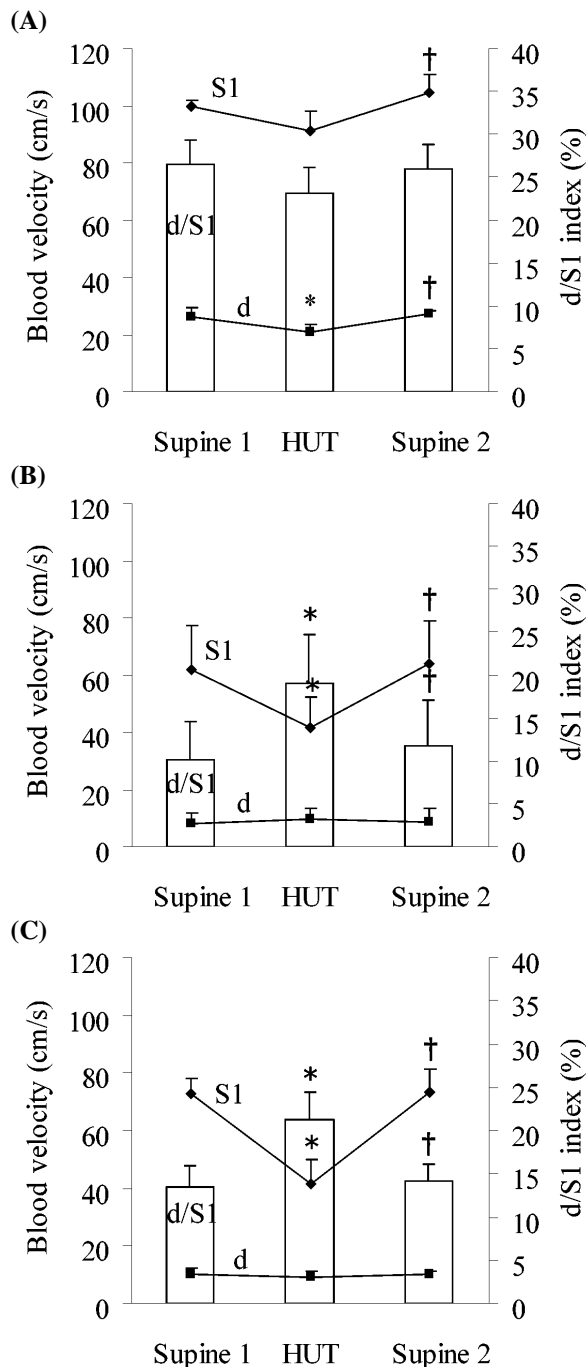 (A)
Blood velocity (cm/s)
120
100
80
60
40
20
0
S1
†
d/S1
d
*
†
40
35
30
25
20
15
10
5
0
d/S1 index (%)
Supine 1 HUT Supine 2
(B)
Blood velocity (cm/s)
120
100
80
60
40
20
0
S1
*
†
*
†
d/S1
d
40
35
30
25
20
15
10
5
0
d/S1 index (%)
Supine 1 HUT Supine 2
(C)
Blood velocity (cm/s)
120
100
80
60
40
20
0
S1
*
†
*
†
d/S1
d
40
35
30
25
20
15
10
5
0
d/S1 index (%)
Supine 1 HUT Supine 2